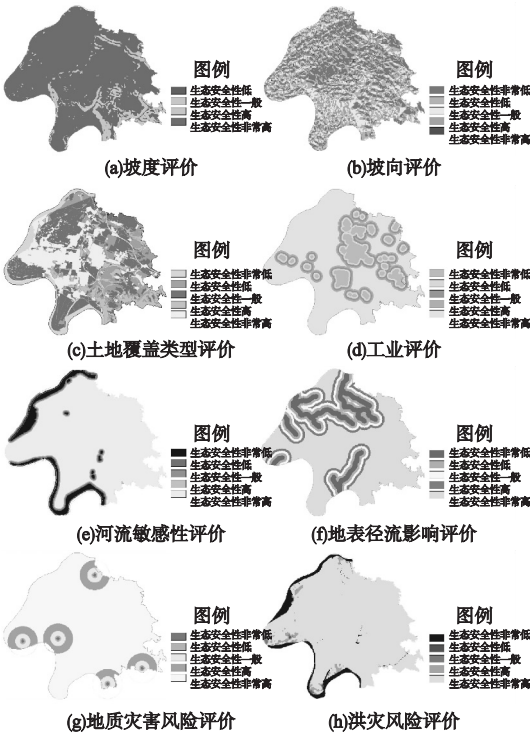 图例
生态安全性低
生态安全性一般
生态安全性高
生态安全性非常高
(a)坡度评价
图例
生态安全性非常低
生态安全性低
生态安全性一般
生态安全性高
生态安全性非常高
(b)坡向评价
图例
生态安全性非常低
生态安全性低
生态安全性一般
生态安全性高
生态安全性非常高
(c)土地覆盖类型评价
图例
生态安全性非常低
生态安全性低
生态安全性一般
生态安全性高
生态安全性非常高
(d)工业评价
图例
生态安全性非常低
生态安全性低
生态安全性一般
生态安全性高
生态安全性非常高
(e)河流敏感性评价
图例
生态安全性非常低
生态安全性低
生态安全性一般
生态安全性高
生态安全性非常高
(f)地表径流影响评价
图例
生态安全性非常低
生态安全性低
生态安全性一般
生态安全性高
生态安全性非常高
(g)地质灾害风险评价
图例
生态安全性非常低
生态安全性低
生态安全性一般
生态安全性高
生态安全性非常高
(h)洪灾风险评价